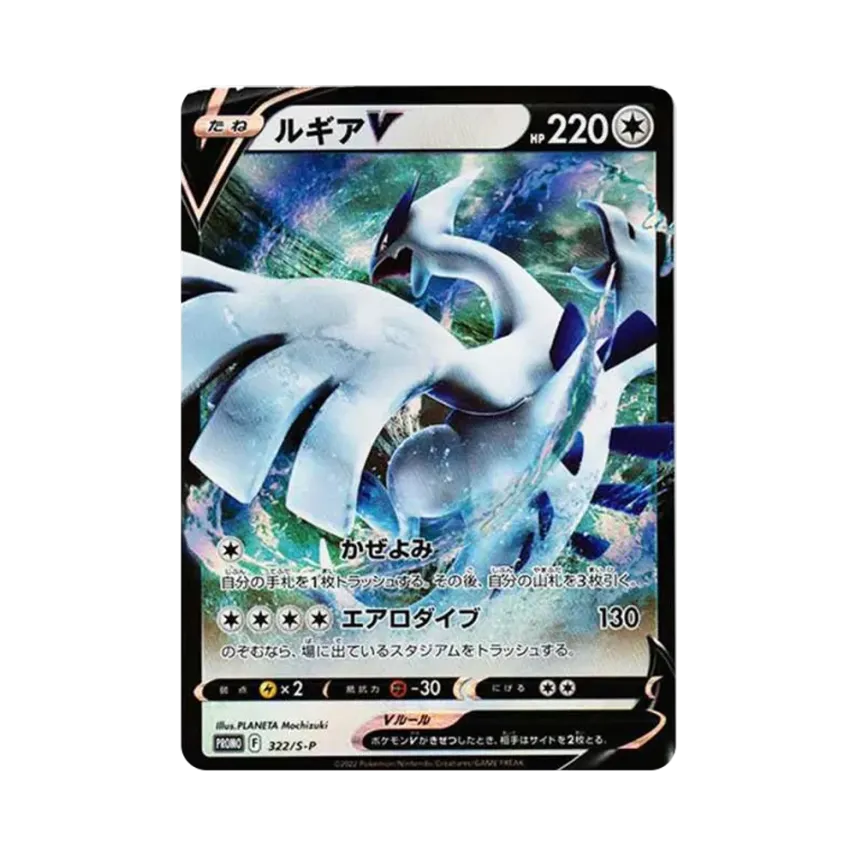 たね ルギアV HP 220
かぜよみ
自分の手札を1枚トラッシュする。その後、自分の山札を3枚引く。
エアロダイブ 130
のぞむなら、場に出ているスタジアムをトラッシュする。
弱点 ×2 抵抗力 -30 にげる
Illus.PLANETA Mochizuki
Vルール
ポケモンVがきぜつしたとき、相手はサイドを2枚とる。
PROMO F 322/S-P
©2022 Pokémon/Nintendo/Creatures/GAME FREAK